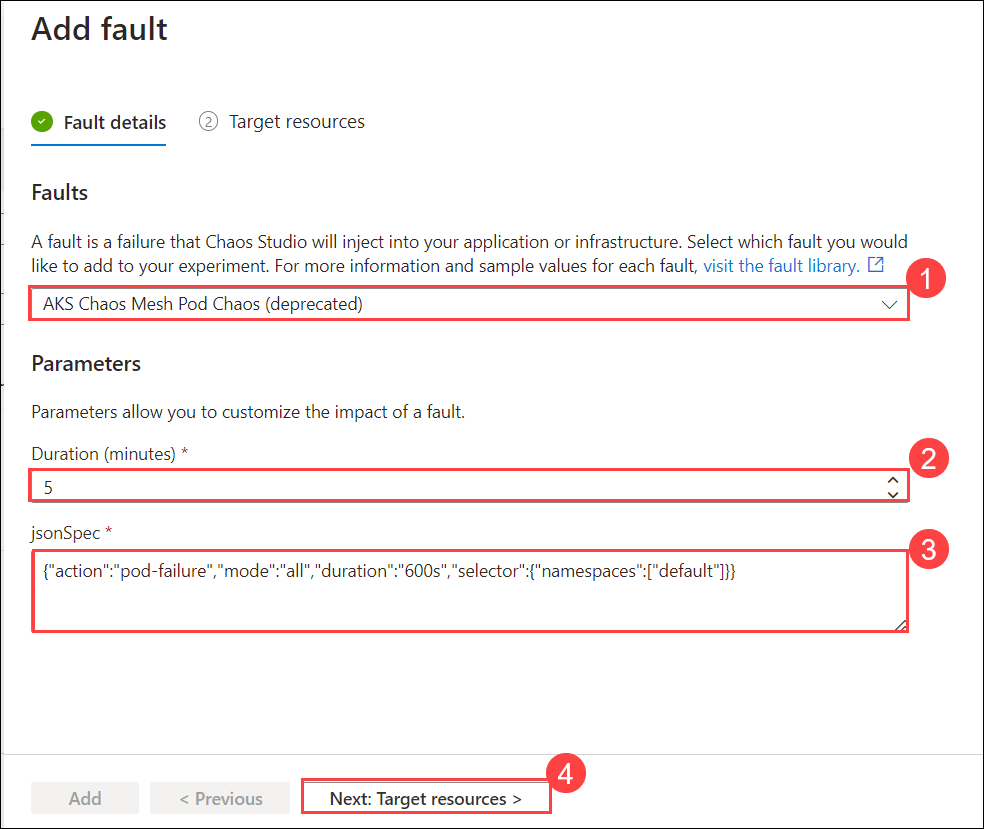 Add fault
Fault details
2 Target resources
Faults
A fault is a failure that Chaos Studio will inject into your application or infrastructure. Select which fault you would
like to add to your experiment. For more information and sample values for each fault, visit the fault library.
1
AKS Chaos Mesh Pod Chaos (deprecated)
Parameters
Parameters allow you to customize the impact of a fault.
Duration (minutes) *
2
5
jsonSpec *
3
{"action":"pod-failure","mode":"all","duration":"600s","selector":{"namespaces":["default"]}}
4
Add
< Previous
Next: Target resources >